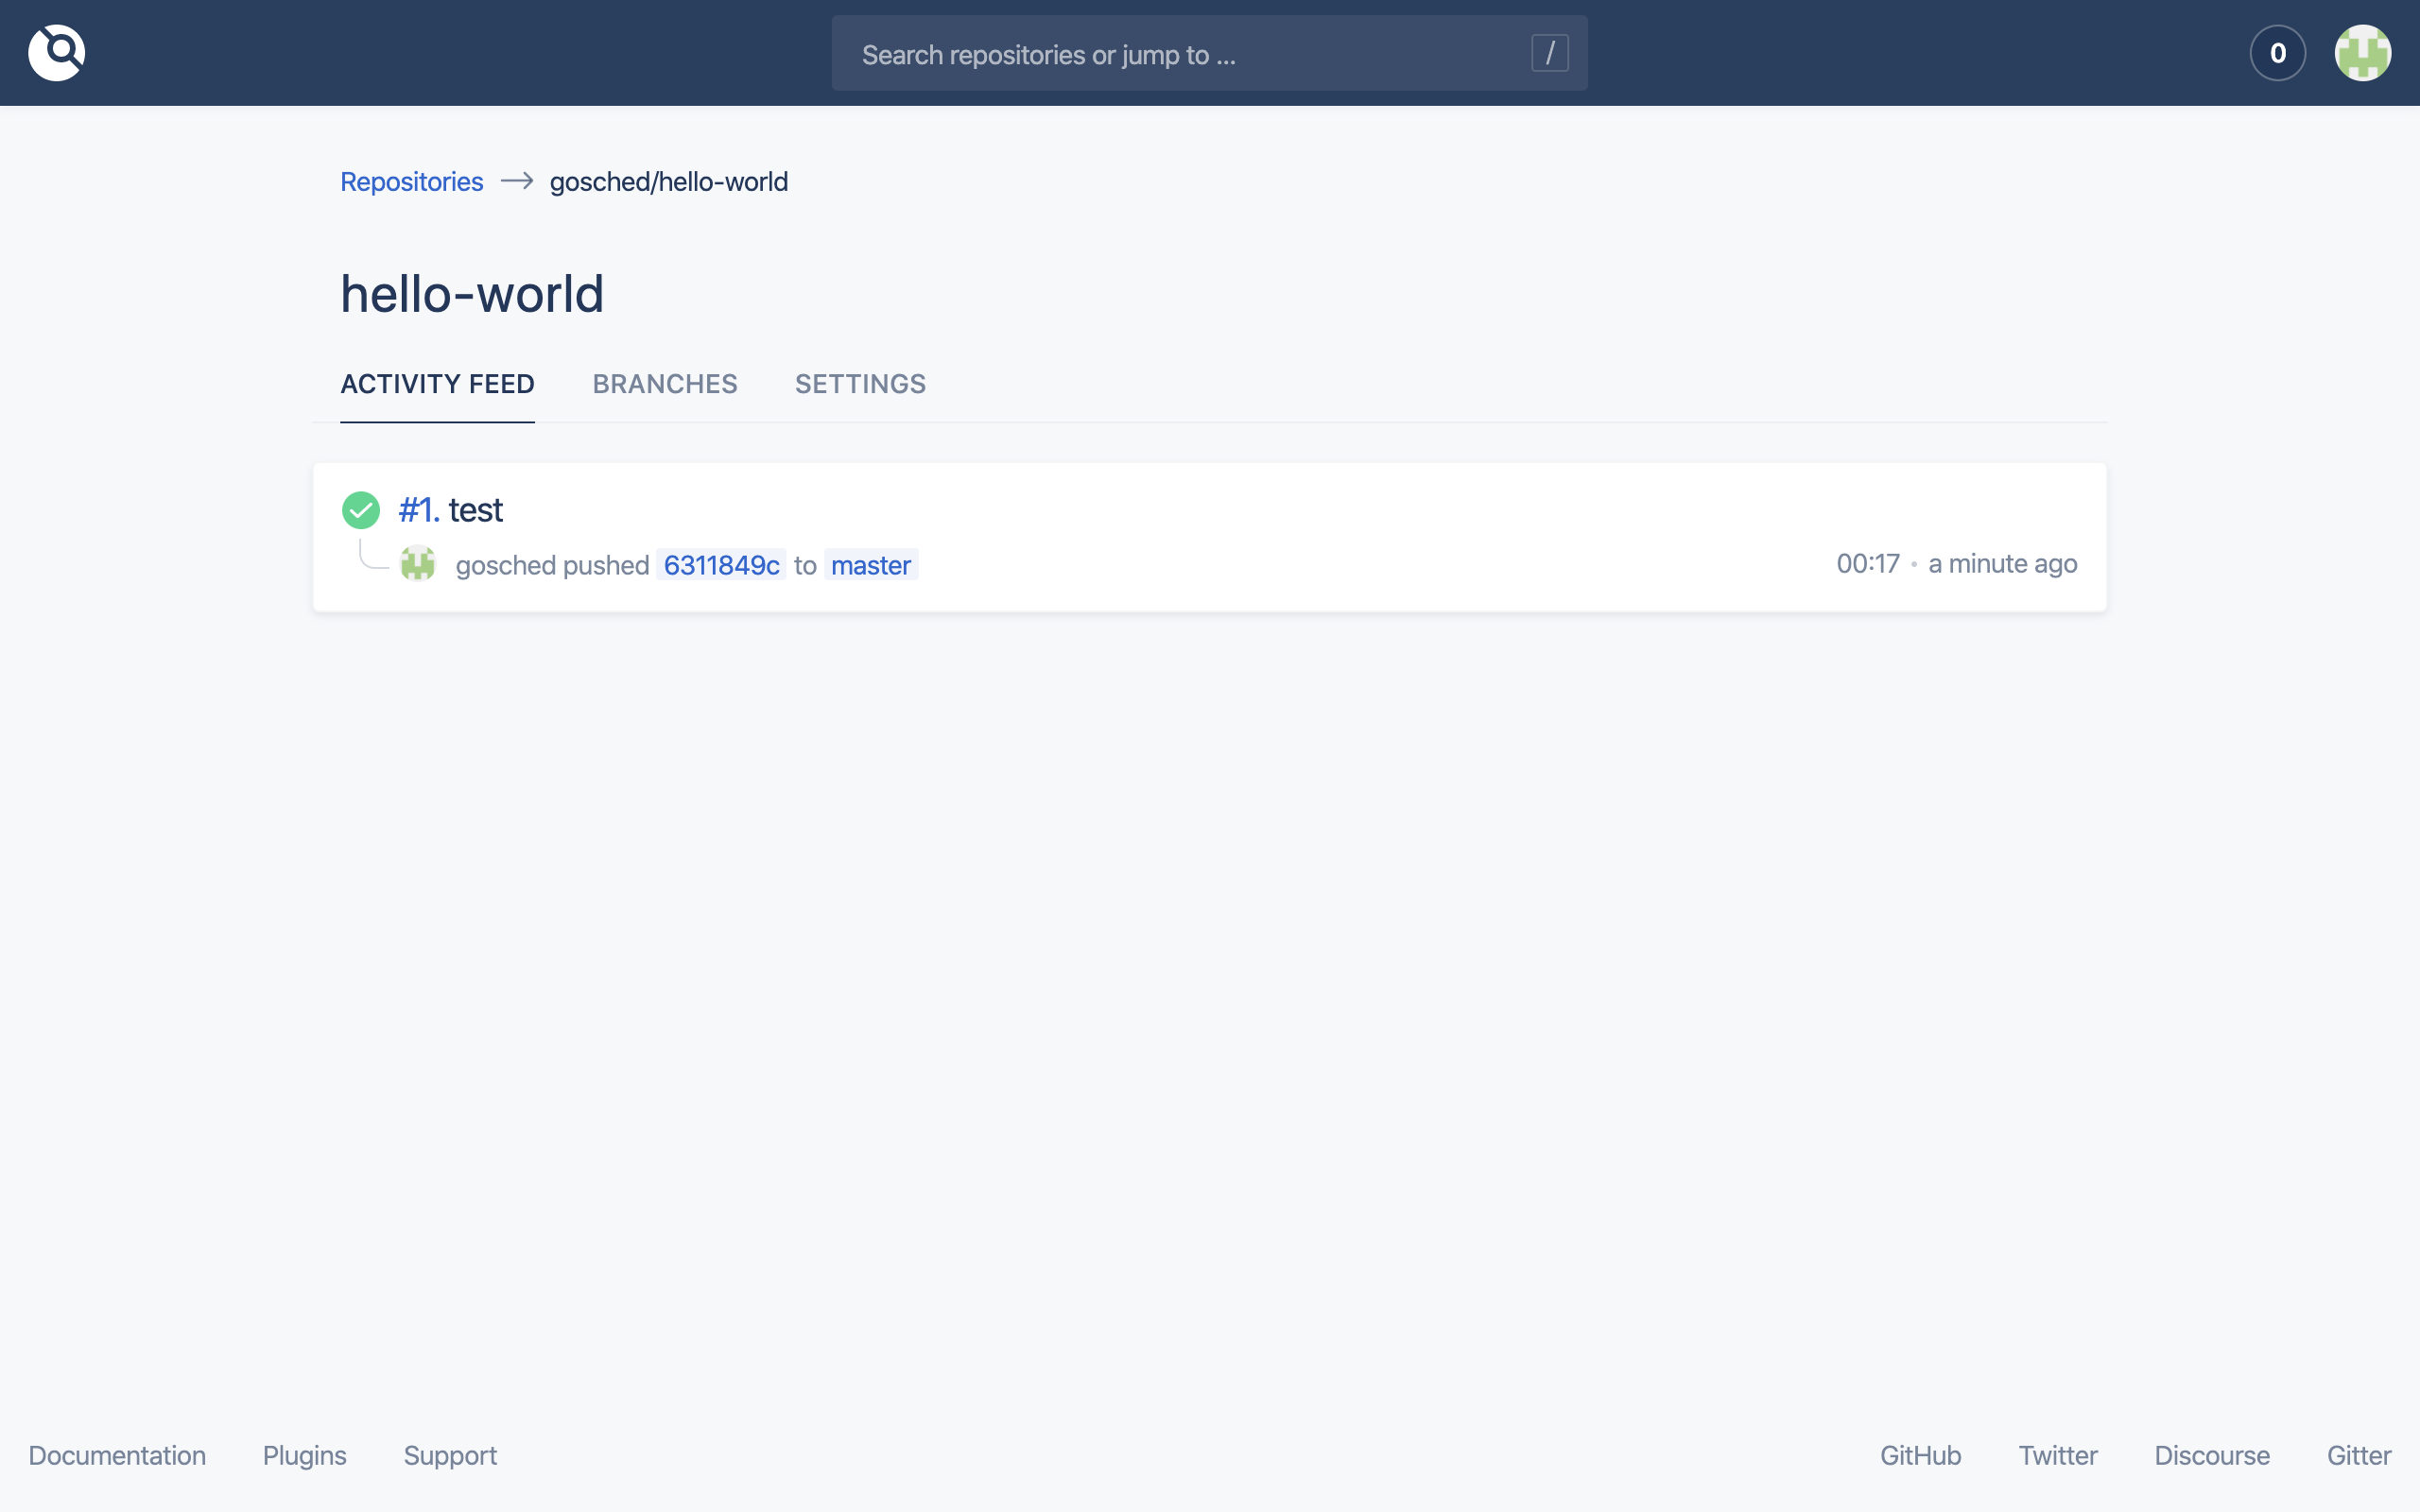 Search repositories or jump to ... /
0
Repositories → gosched/hello-world
hello-world
ACTIVITY FEED BRANCHES SETTINGS
#1. test
gosched pushed 6311849c to master 00:17 • a minute ago
Documentation Plugins Support GitHub Twitter Discourse Gitter